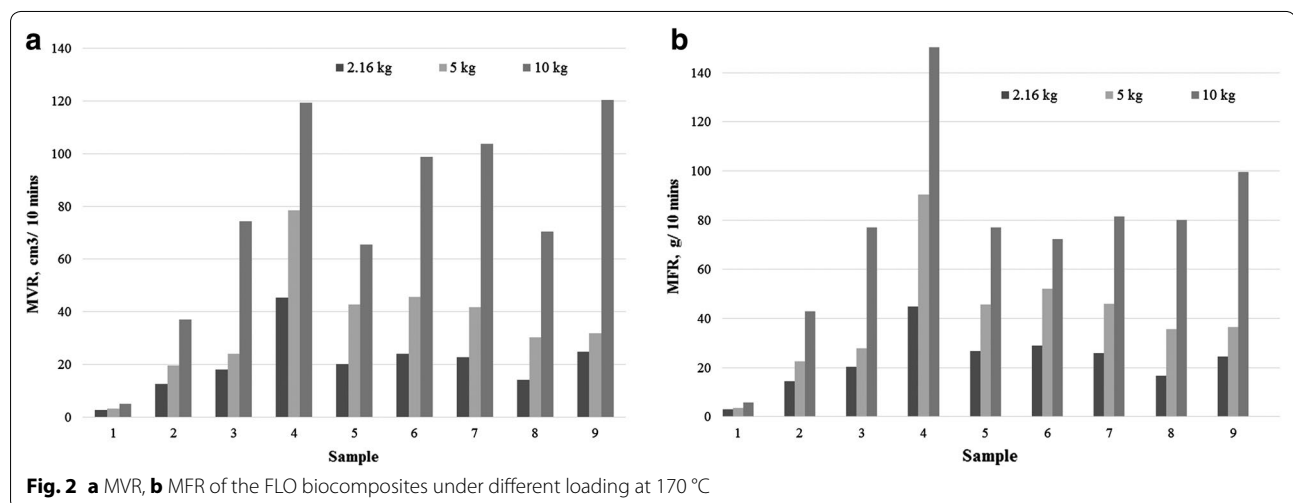 a
140
120
100
80
60
40
20
0
MVR, cm3/ 10 mins
2.16 kg 5 kg 10 kg
1 2 3 4 5 6 7 8 9
Sample
b
140
120
100
80
60
40
20
0
MFR, g/ 10 mins
2.16 kg 5 kg 10 kg
1 2 3 4 5 6 7 8 9
Sample
Fig. 2 a MVR, b MFR of the FLO biocomposites under different loading at 170 °C